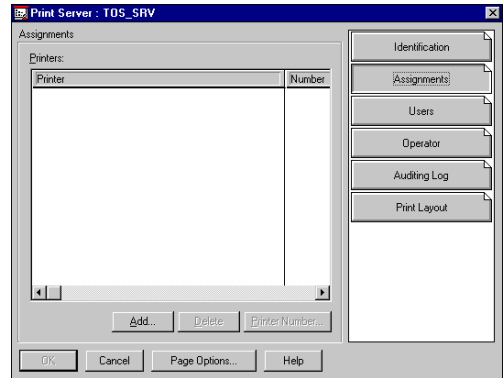 Print Server : TOS_SRV
Assignments
Printers:
Printer Number
Add... Delete Printer Number...
OK Cancel Page Options... Help
Identification
Assignments
Users
Operator
Auditing Log
Print Layout